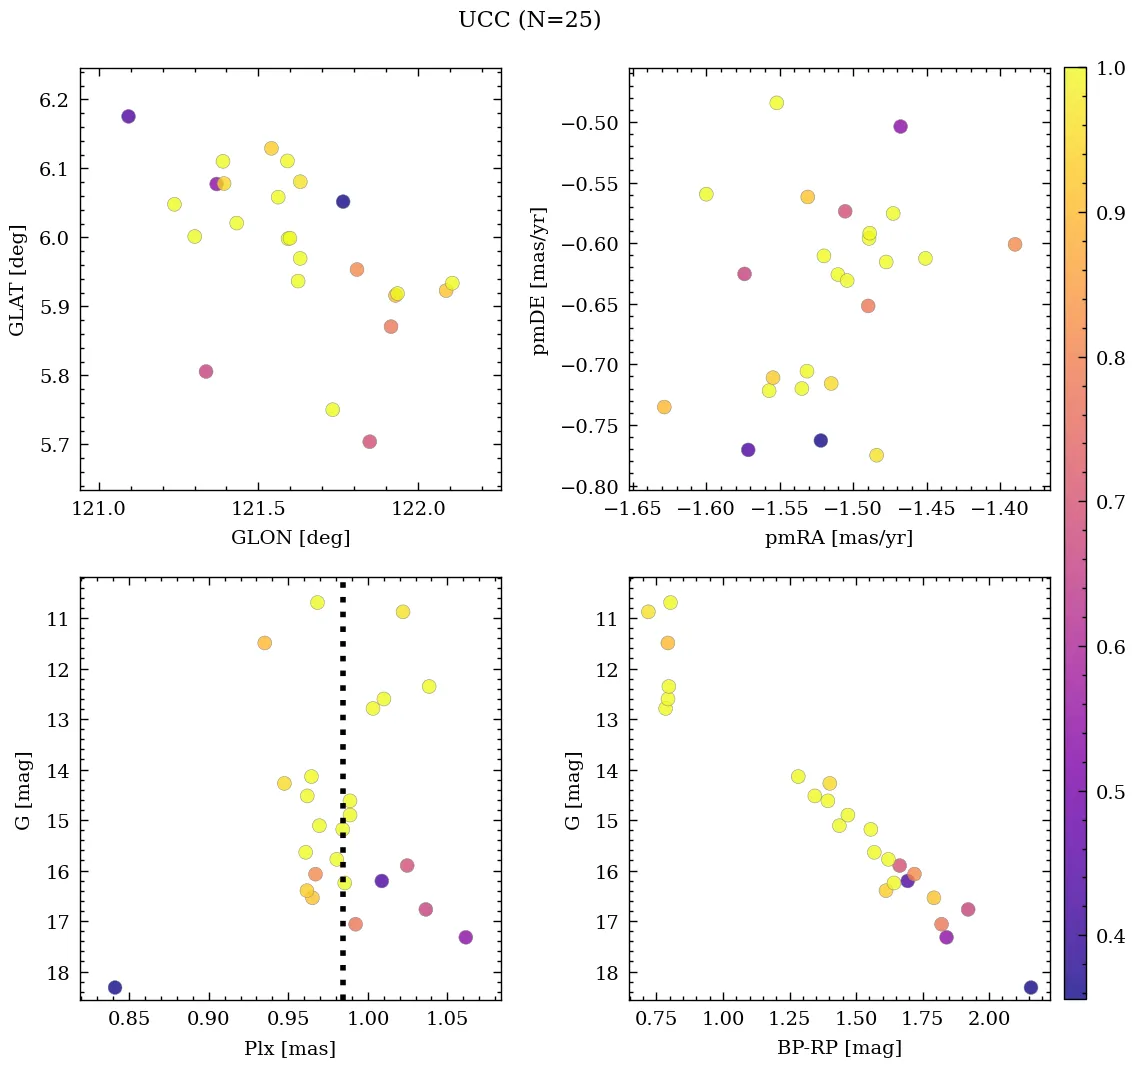 UCC (N=25)
6.2
6.1
6.0
5.9
5.8
5.7
GLAT [deg]
121.0 121.5 122.0
GLON [deg]
−0.50
−0.55
−0.60
−0.65
−0.70
−0.75
−0.80
pmDE [mas/yr]
−1.65 −1.60 −1.55 −1.50 −1.45 −1.40
pmRA [mas/yr]
11
12
13
14
15
16
17
18
G [mag]
0.85 0.90 0.95 1.00 1.05
Plx [mas]
11
12
13
14
15
16
17
18
G [mag]
0.75 1.00 1.25 1.50 1.75 2.00
BP-RP [mag]
1.0
0.9
0.8
0.7
0.6
0.5
0.4